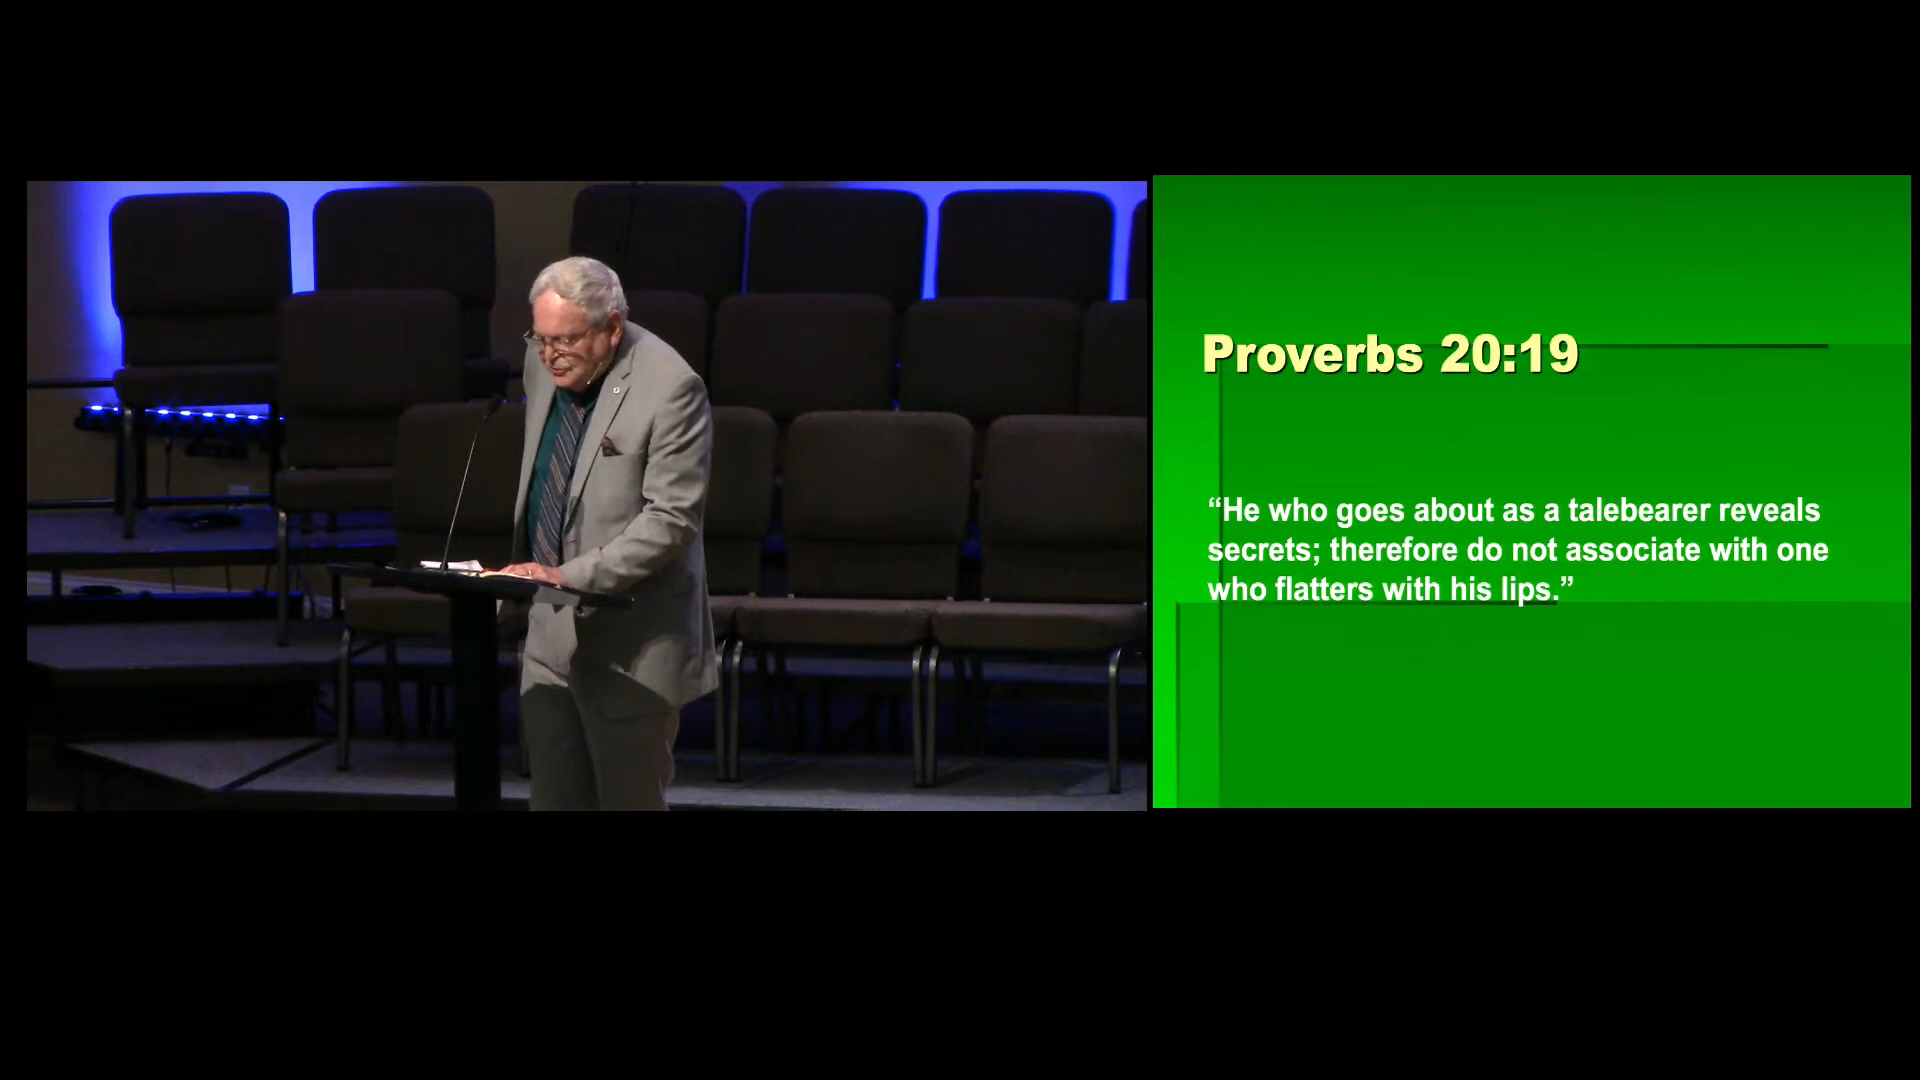 Proverbs 20:19
“He who goes about as a talebearer reveals
secrets; therefore do not associate with one
who flatters with his lips.”